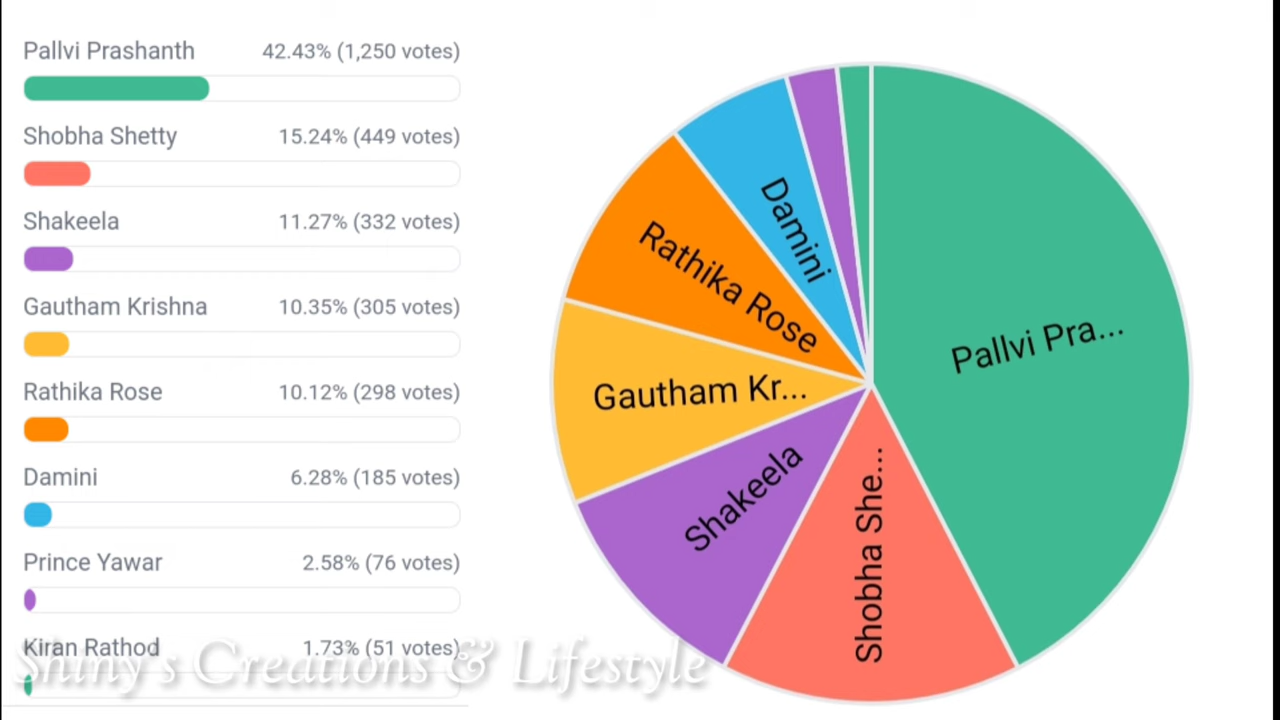 Pallvi Prashanth 42.43% (1,250 votes)
Shobha Shetty 15.24% (449 votes)
Shakeela 11.27% (332 votes)
Gautham Krishna 10.35% (305 votes)
Rathika Rose 10.12% (298 votes)
Damini 6.28% (185 votes)
Prince Yawar 2.58% (76 votes)
Kiran Rathod 1.73% (51 votes)
Shiny's Creations & Lifestyle
Damini
Rathika Rose
Pallvi Pra...
Gautham Kr...
Shakeela
Shobha She...